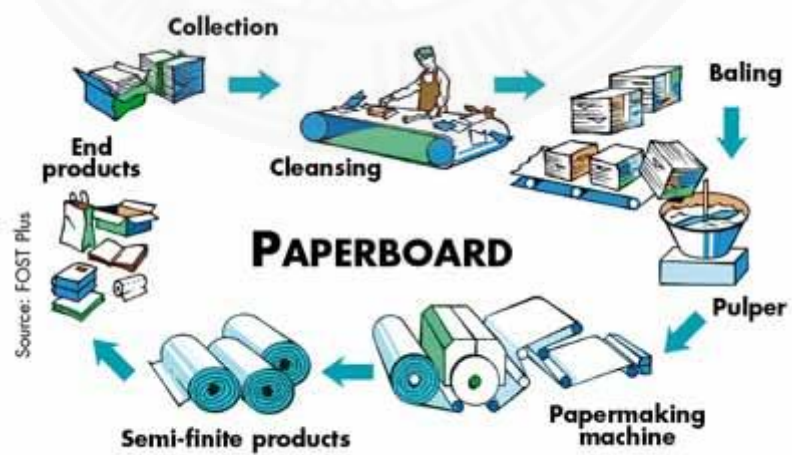 Collection
Baling
Cleansing
End
products
PAPERBOARD
Source: FOST Plus
Pulper
Papermaking
machine
Semi-finite products